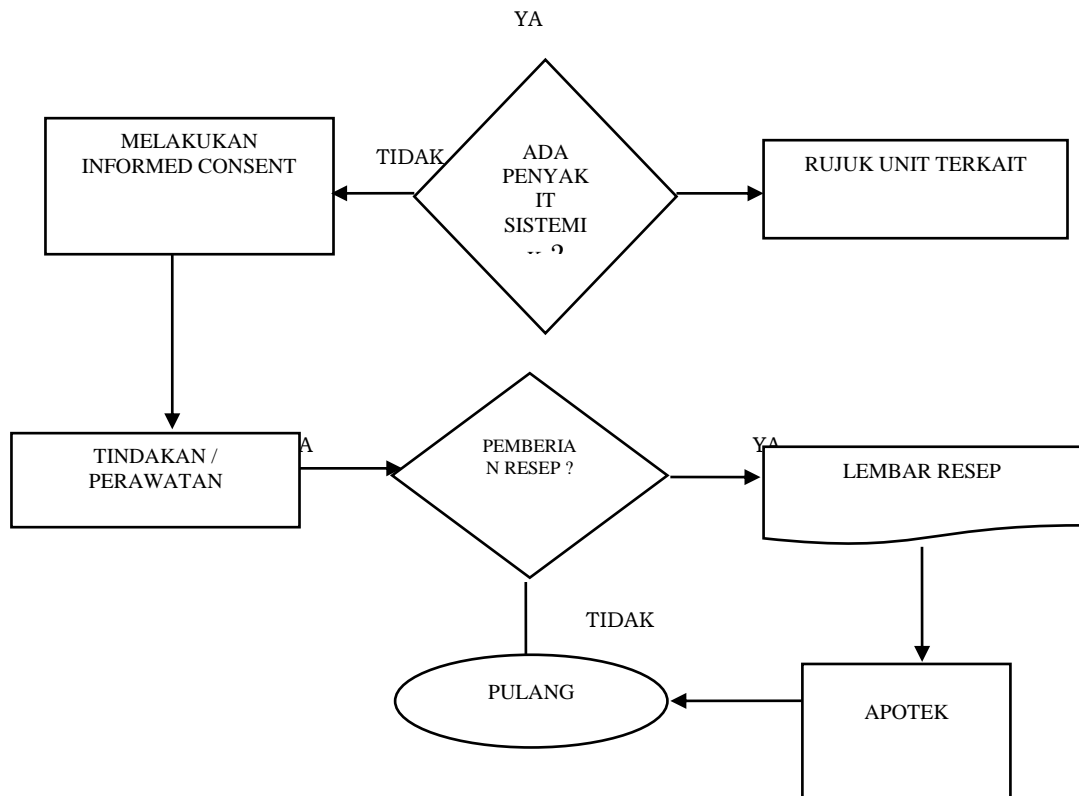 YA
MELAKUKAN
INFORMED CONSENT
TIDAK
ADA
PENYAK
IT
SISTEMI
RUJUK UNIT TERKAIT
TINDAKAN /
PERAWATAN
A
PEMBERIA
N RESEP ?
YA
LEMBAR RESEP
TIDAK
PULANG
APOTEK